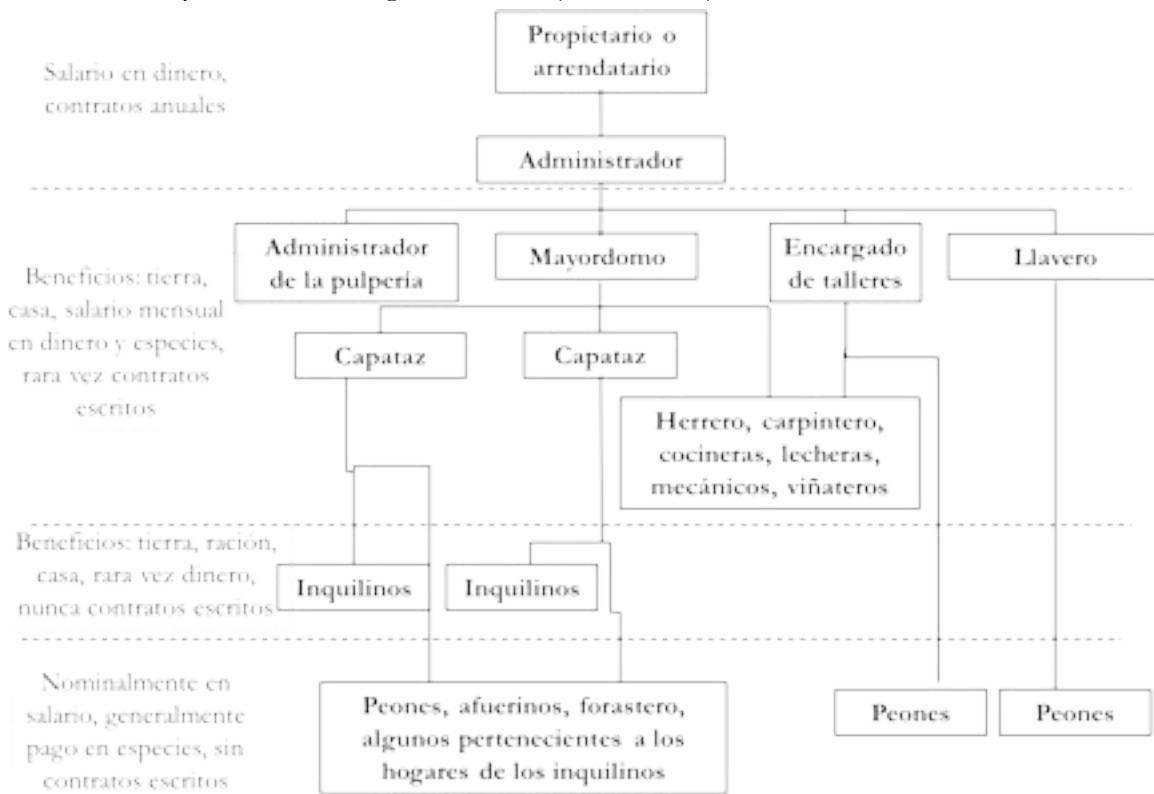 Propietario o
arrendatario
Salario en dinero,
contratos anuales
Administrador
Administrador
de la pulpería
Mayordomo
Encargado
de talleres
Llavero
Beneficios: tierra,
casa, salario mensual
en dinero y especies,
rara vez contratos
escritos
Capataz
Capataz
Herrero, carpintero,
cocineras, lecheras,
mecánicos, viñateros
Beneficios: tierra, ración,
casa, rara vez dinero,
nunca contratos escritos
Inquilinos
Inquilinos
Nominalmente en
salario, generalmente
pago en especies, sin
contratos escritos
Peones, afuerinos, forastero,
algunos pertenecientes a los
hogares de los inquilinos
Peones
Peones